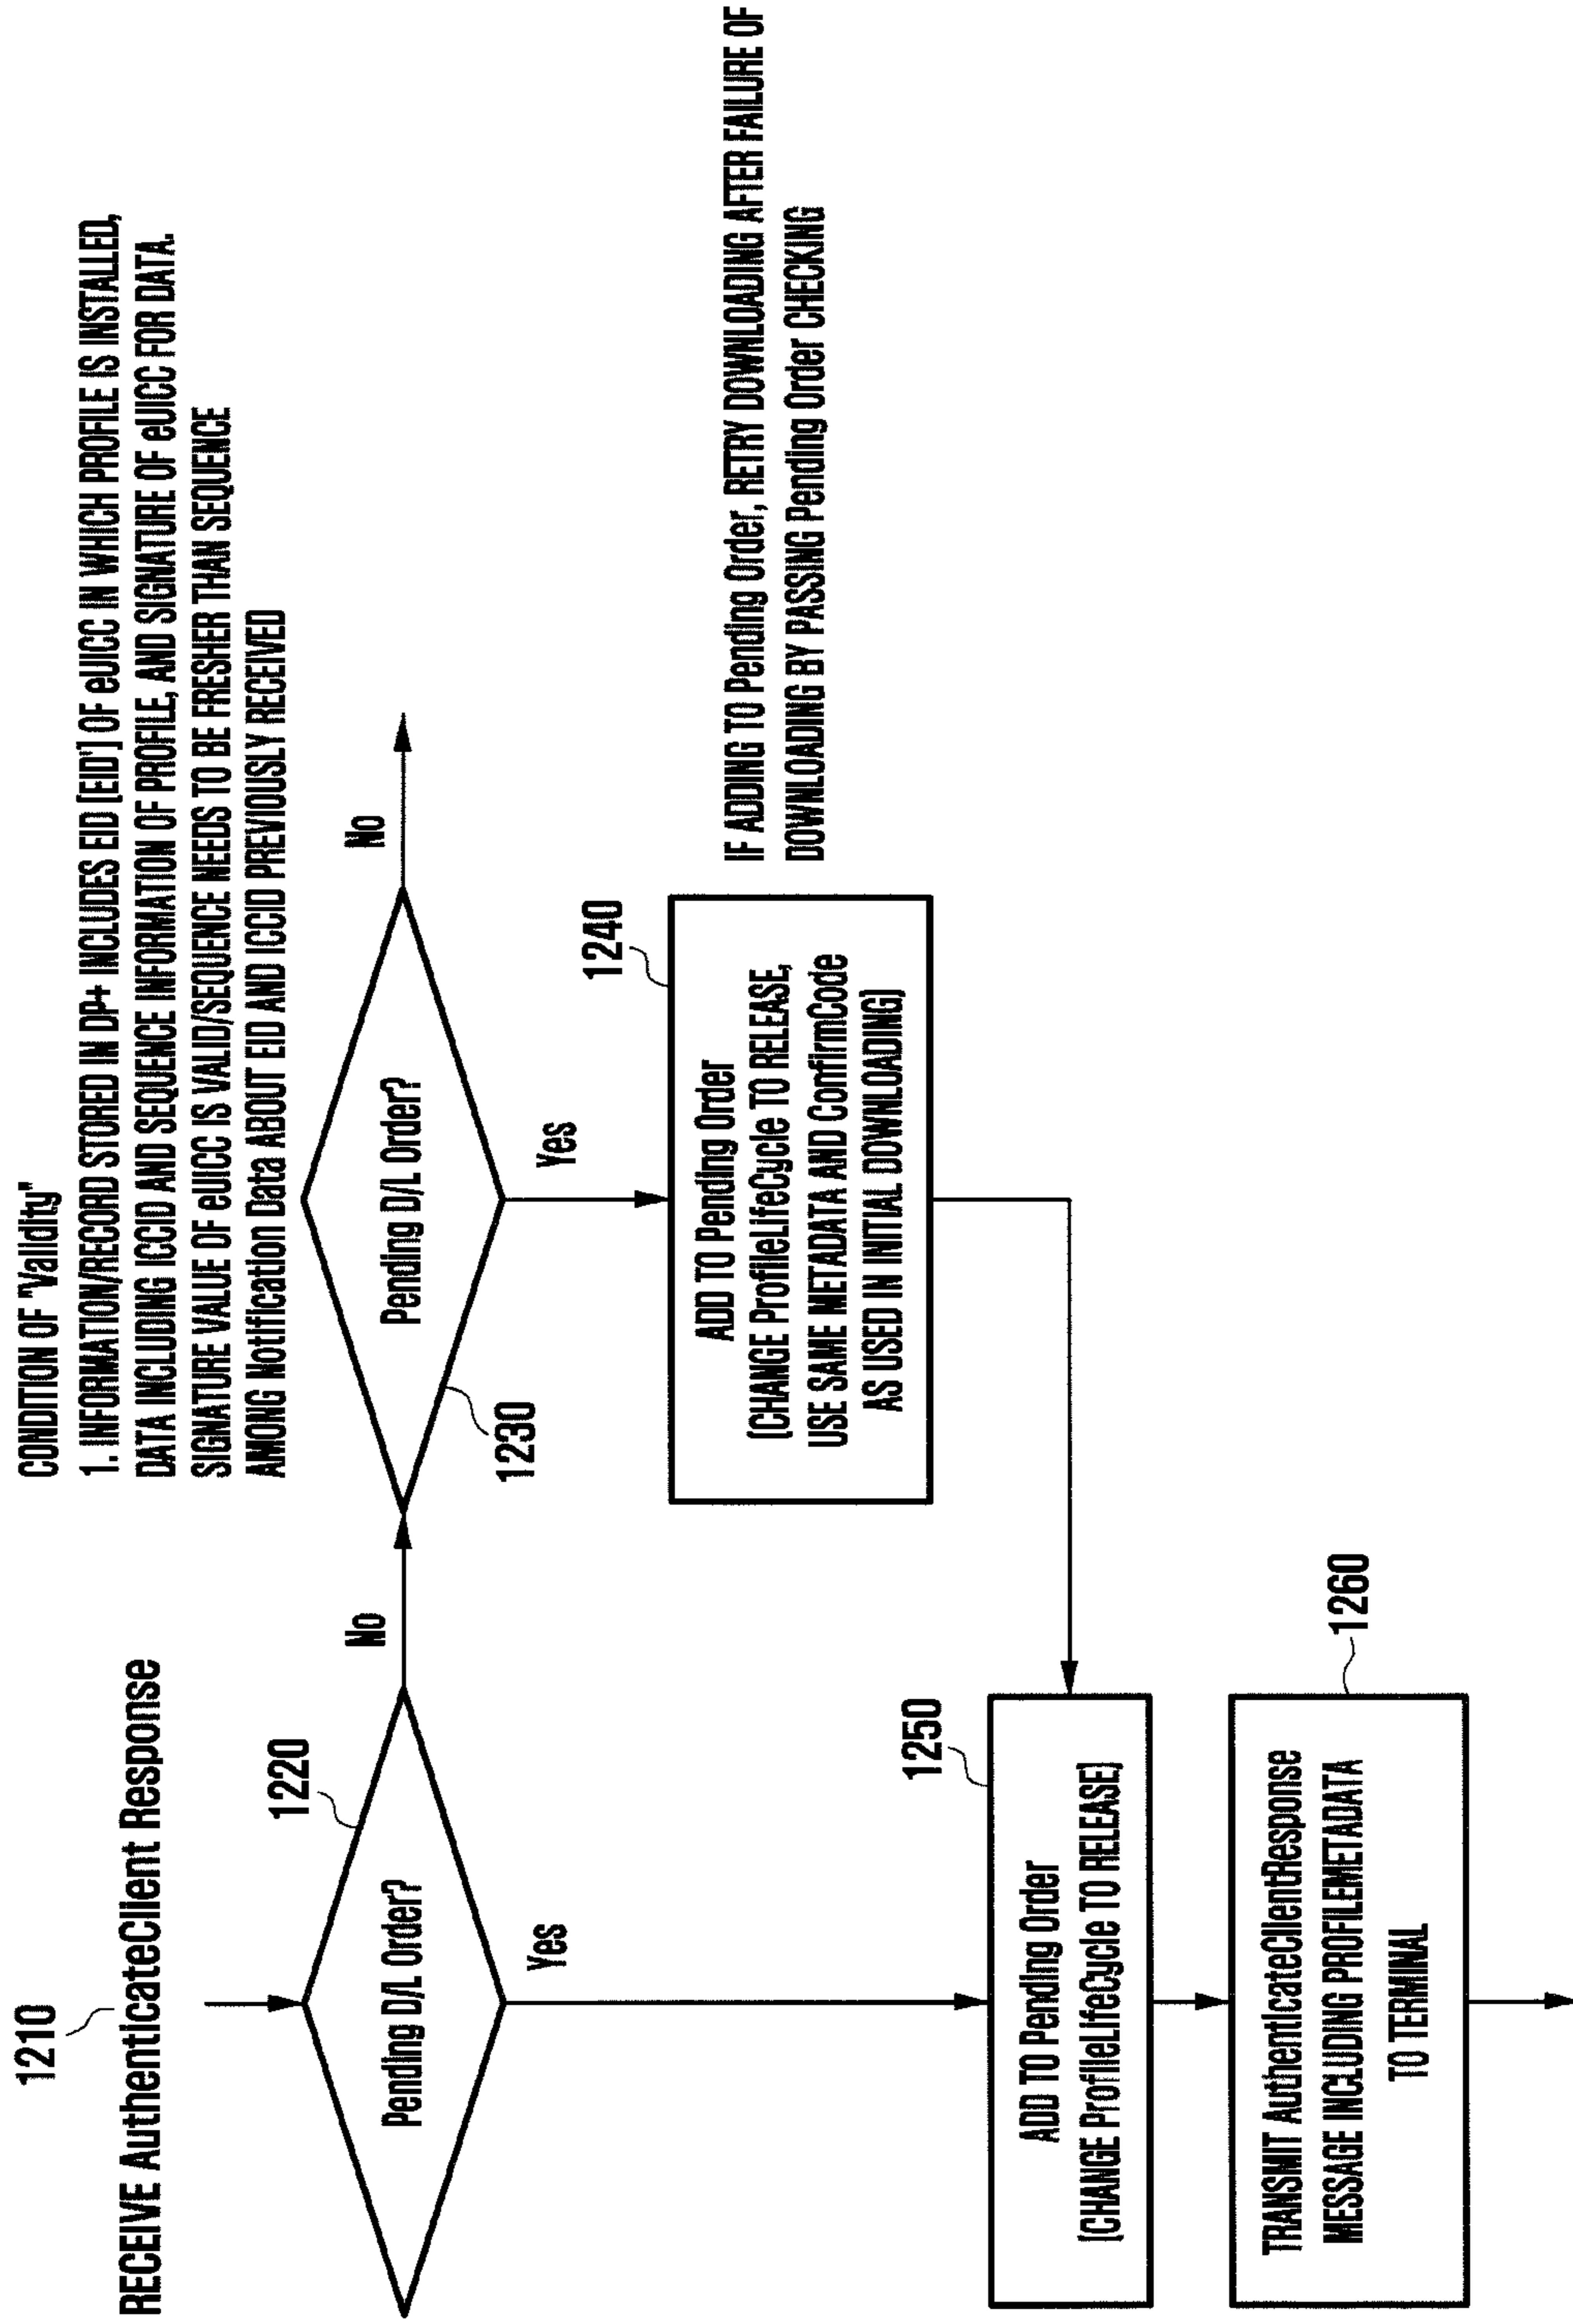 1210
RECEIVE AuthenticateClient Response
CONDITION OF "Validity"
1. INFORMATION/RECORD STORED IN DP+ INCLUDES EID [EID'] OF eUICC IN WHICH PROFILE IS INSTALLED,
DATA INCLUDING ICCID AND SEQUENCE INFORMATION OF PROFILE, AND SIGNATURE OF eUICC FOR DATA.
SIGNATURE VALUE OF eUICC IS VALID/SEQUENCE NEEDS TO BE FRESHER THAN SEQUENCE
AMONG Notification Data ABOUT EID AND ICCID PREVIOUSLY RECEIVED
1220
Pending D/L Order?
No
Yes
1230
Pending D/L Order?
No
Yes
1240
ADD TO Pending Order
(CHANGE ProfileLifeCycle TO RELEASE,
USE SAME METADATA AND ConfirmCode
AS USED IN INITIAL DOWNLOADING)
IF ADDING TO Pending Order, RETRY DOWNLOADING AFTER FAILURE OF
DOWNLOADING BY PASSING Pending Order CHECKING
1250
ADD TO Pending Order
(CHANGE ProfileLifeCycle TO RELEASE)
1260
TRANSMIT AuthenticateClientResponse
MESSAGE INCLUDING PROFILEMETADATA
TO TERMINAL